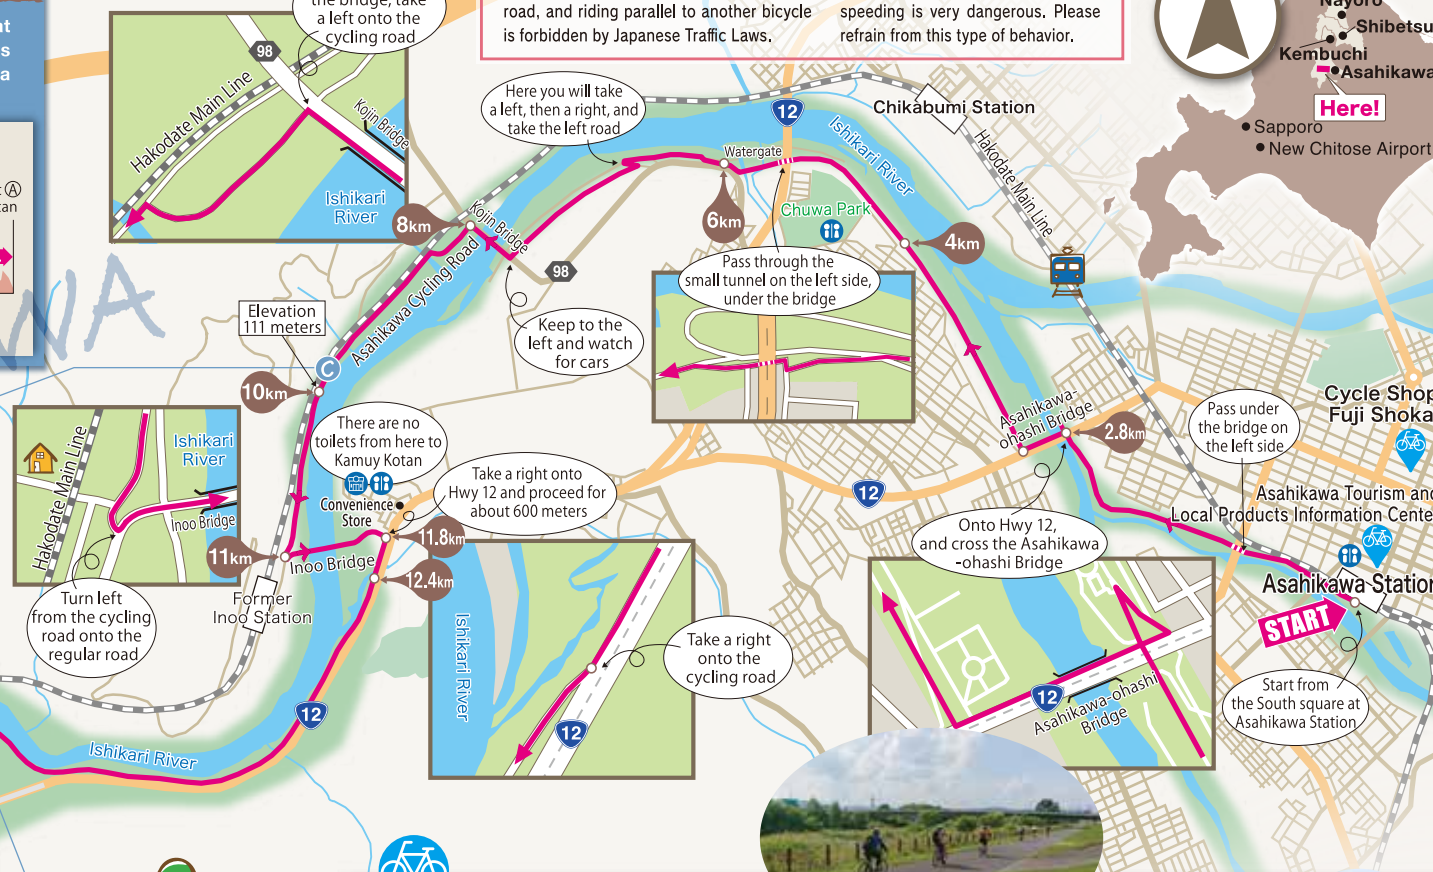 the bridge, take
a left onto the
cycling road
road, and riding parallel to another bicycle
is forbidden by Japanese Traffic Laws.
speeding is very dangerous. Please
refrain from this type of behavior.
Nayoro
Shibetsu
Kembuchi
Asahikawa
Here!
Sapporo
New Chitose Airport
98
Hakodate Main Line
Kojin Bridge
Ishikari
River
Here you will take
a left, then a right, and
take the left road
12
Watergate
Ishikari River
Chikabumi Station
Hakodate Main Line
Chuwa Park
8km
Kojin Bridge
6km
4km
98
Pass through the
small tunnel on the left side,
under the bridge
Asahikawa Cycling Road
Elevation
111 meters
Keep to the
left and watch
for cars
C
10km
Asahikawa-
ohashi Bridge
2.8km
Pass under
the bridge on
the left side
Cycle Shop
Fuji Shoka
Hakodate Main Line
Ishikari
River
Inoo Bridge
There are no
toilets from here to
Kamuy Kotan
Convenience
Store
Take a right onto
Hwy 12 and proceed for
about 600 meters
12
Onto Hwy 12,
and cross the Asahikawa
-ohashi Bridge
Asahikawa Tourism and
Local Products Information Cente
11km
Inoo Bridge
11.8km
12.4km
Former
Inoo Station
Turn left
from the cycling
road onto the
regular road
Asahikawa Station
START
Start from
the South square at
Asahikawa Station
Ishikari River
12
Take a right
onto the
cycling road
12
Asahikawa-ohashi
Bridge
12
Ishikari River
WA
A
tan